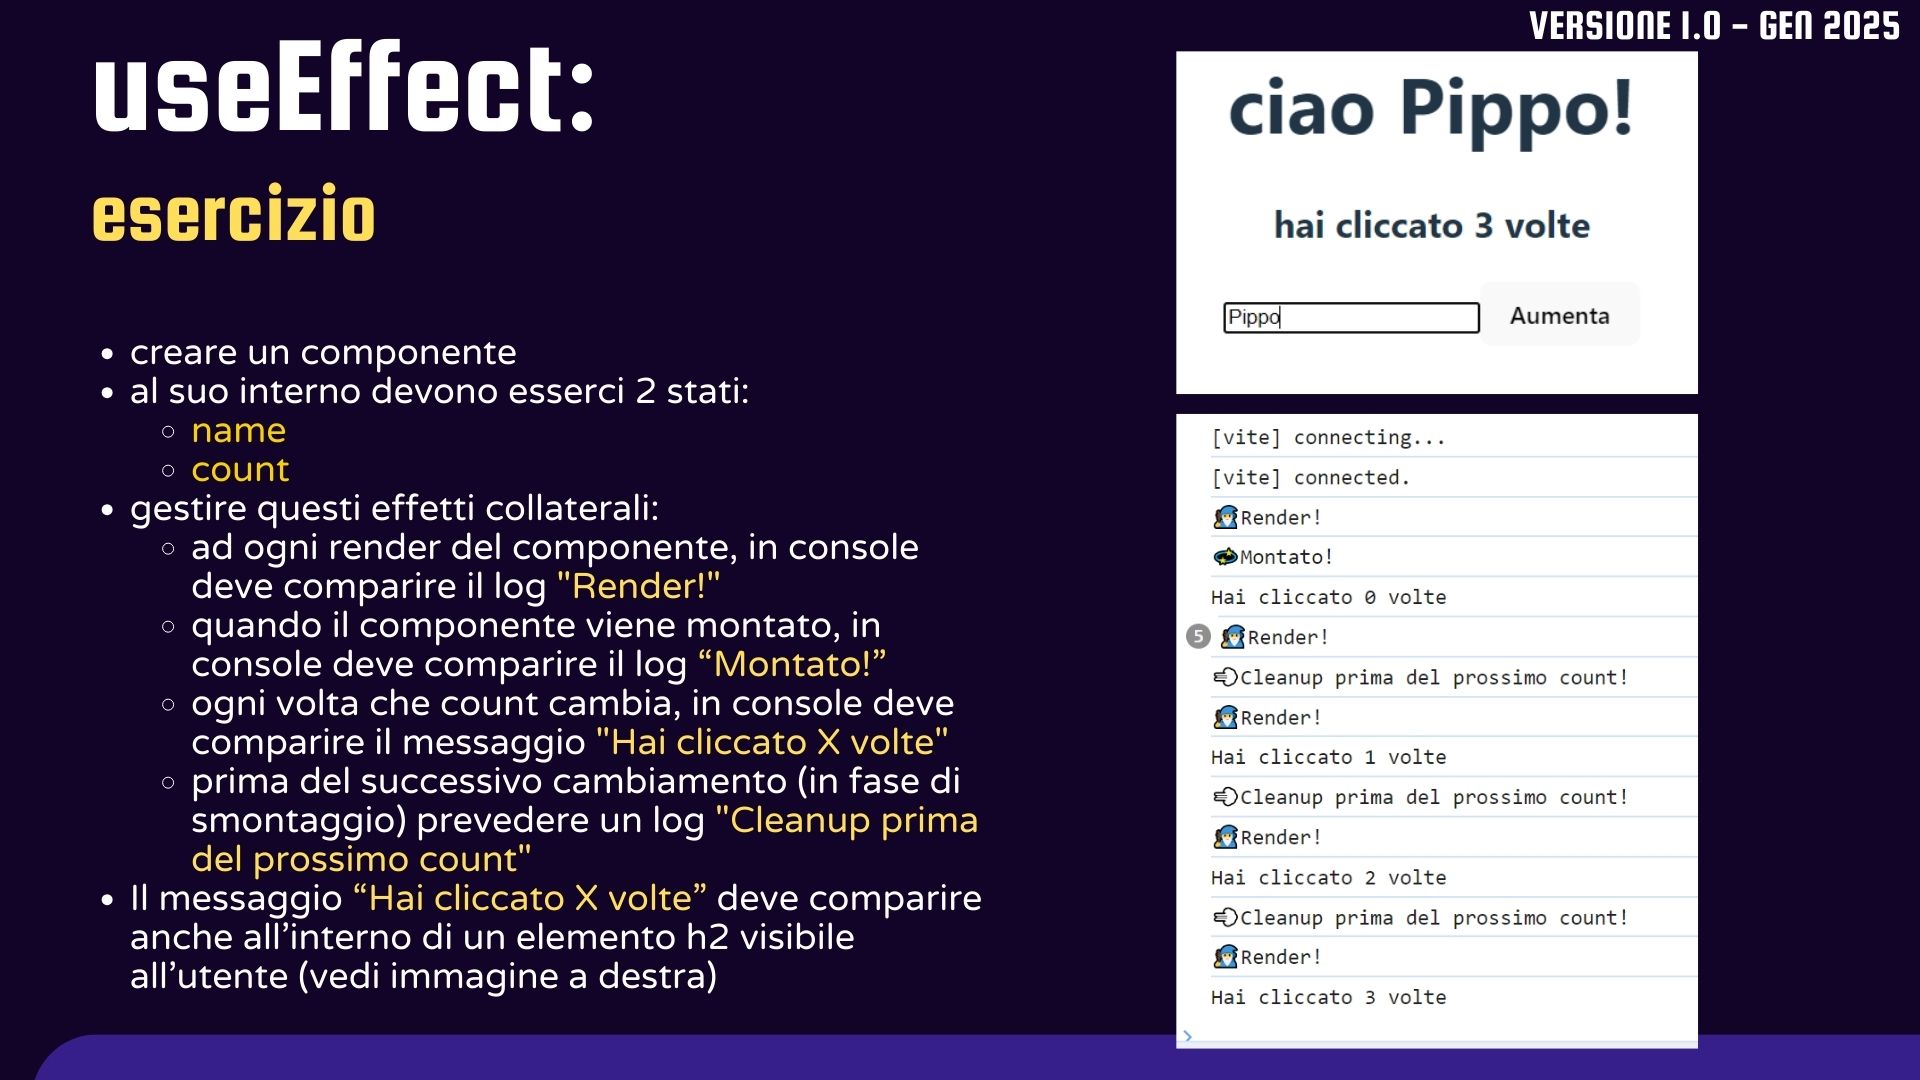 VERSIONE 1.0 - GEN 2025
useEffect:
esercizio
creare un componente
al suo interno devono esserci 2 stati:
name
count
gestire questi effetti collaterali:
ad ogni render del componente, in console
deve comparire il log "Render!"
quando il componente viene montato, in
console deve comparire il log “Montato!”
ogni volta che count cambia, in console deve
comparire il messaggio "Hai cliccato X volte"
prima del successivo cambiamento (in fase di
smontaggio) prevedere un log "Cleanup prima
del prossimo count"
Il messaggio “Hai cliccato X volte” deve comparire
anche all’interno di un elemento h2 visibile
all’utente (vedi immagine a destra)
ciao Pippo!
hai cliccato 3 volte
Pippo
Aumenta
[vite] connecting...
[vite] connected.
Render!
Montato!
Hai cliccato 0 volte
5 Render!
Cleanup prima del prossimo count!
Render!
Hai cliccato 1 volte
Cleanup prima del prossimo count!
Render!
Hai cliccato 2 volte
Cleanup prima del prossimo count!
Render!
Hai cliccato 3 volte